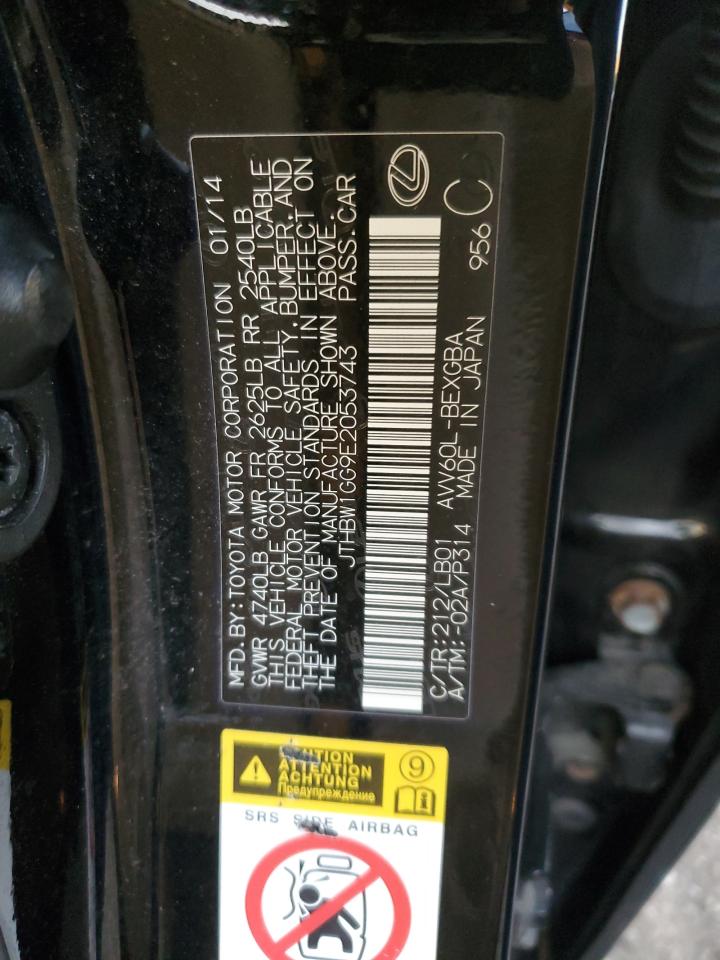 MFD.BY:TOYOTA MOTOR CORPORATION 01/14
GVWR 4740LB GAWR FR 2625LB RR 2540LB
THIS VEHICLE CONFORMS TO ALL APPLICABLE
FEDERAL MOTOR VEHICLE SAFETY,BUMPER,AND
THEFT PREVENTION STANDARDS IN EFFECT ON
THE DATE OF MANUFACTURE SHOWN ABOVE.
JTHBW1GG9E2053743 PASS.CAR
C/TR:212/LB01 AVV60L-BEXGBA 956
A/TM:-02A/P314 MADE IN JAPAN C
CAUTION
ATTENTION
ACHTUNG
Предупреждение
9
SRS SIDE AIRBAG